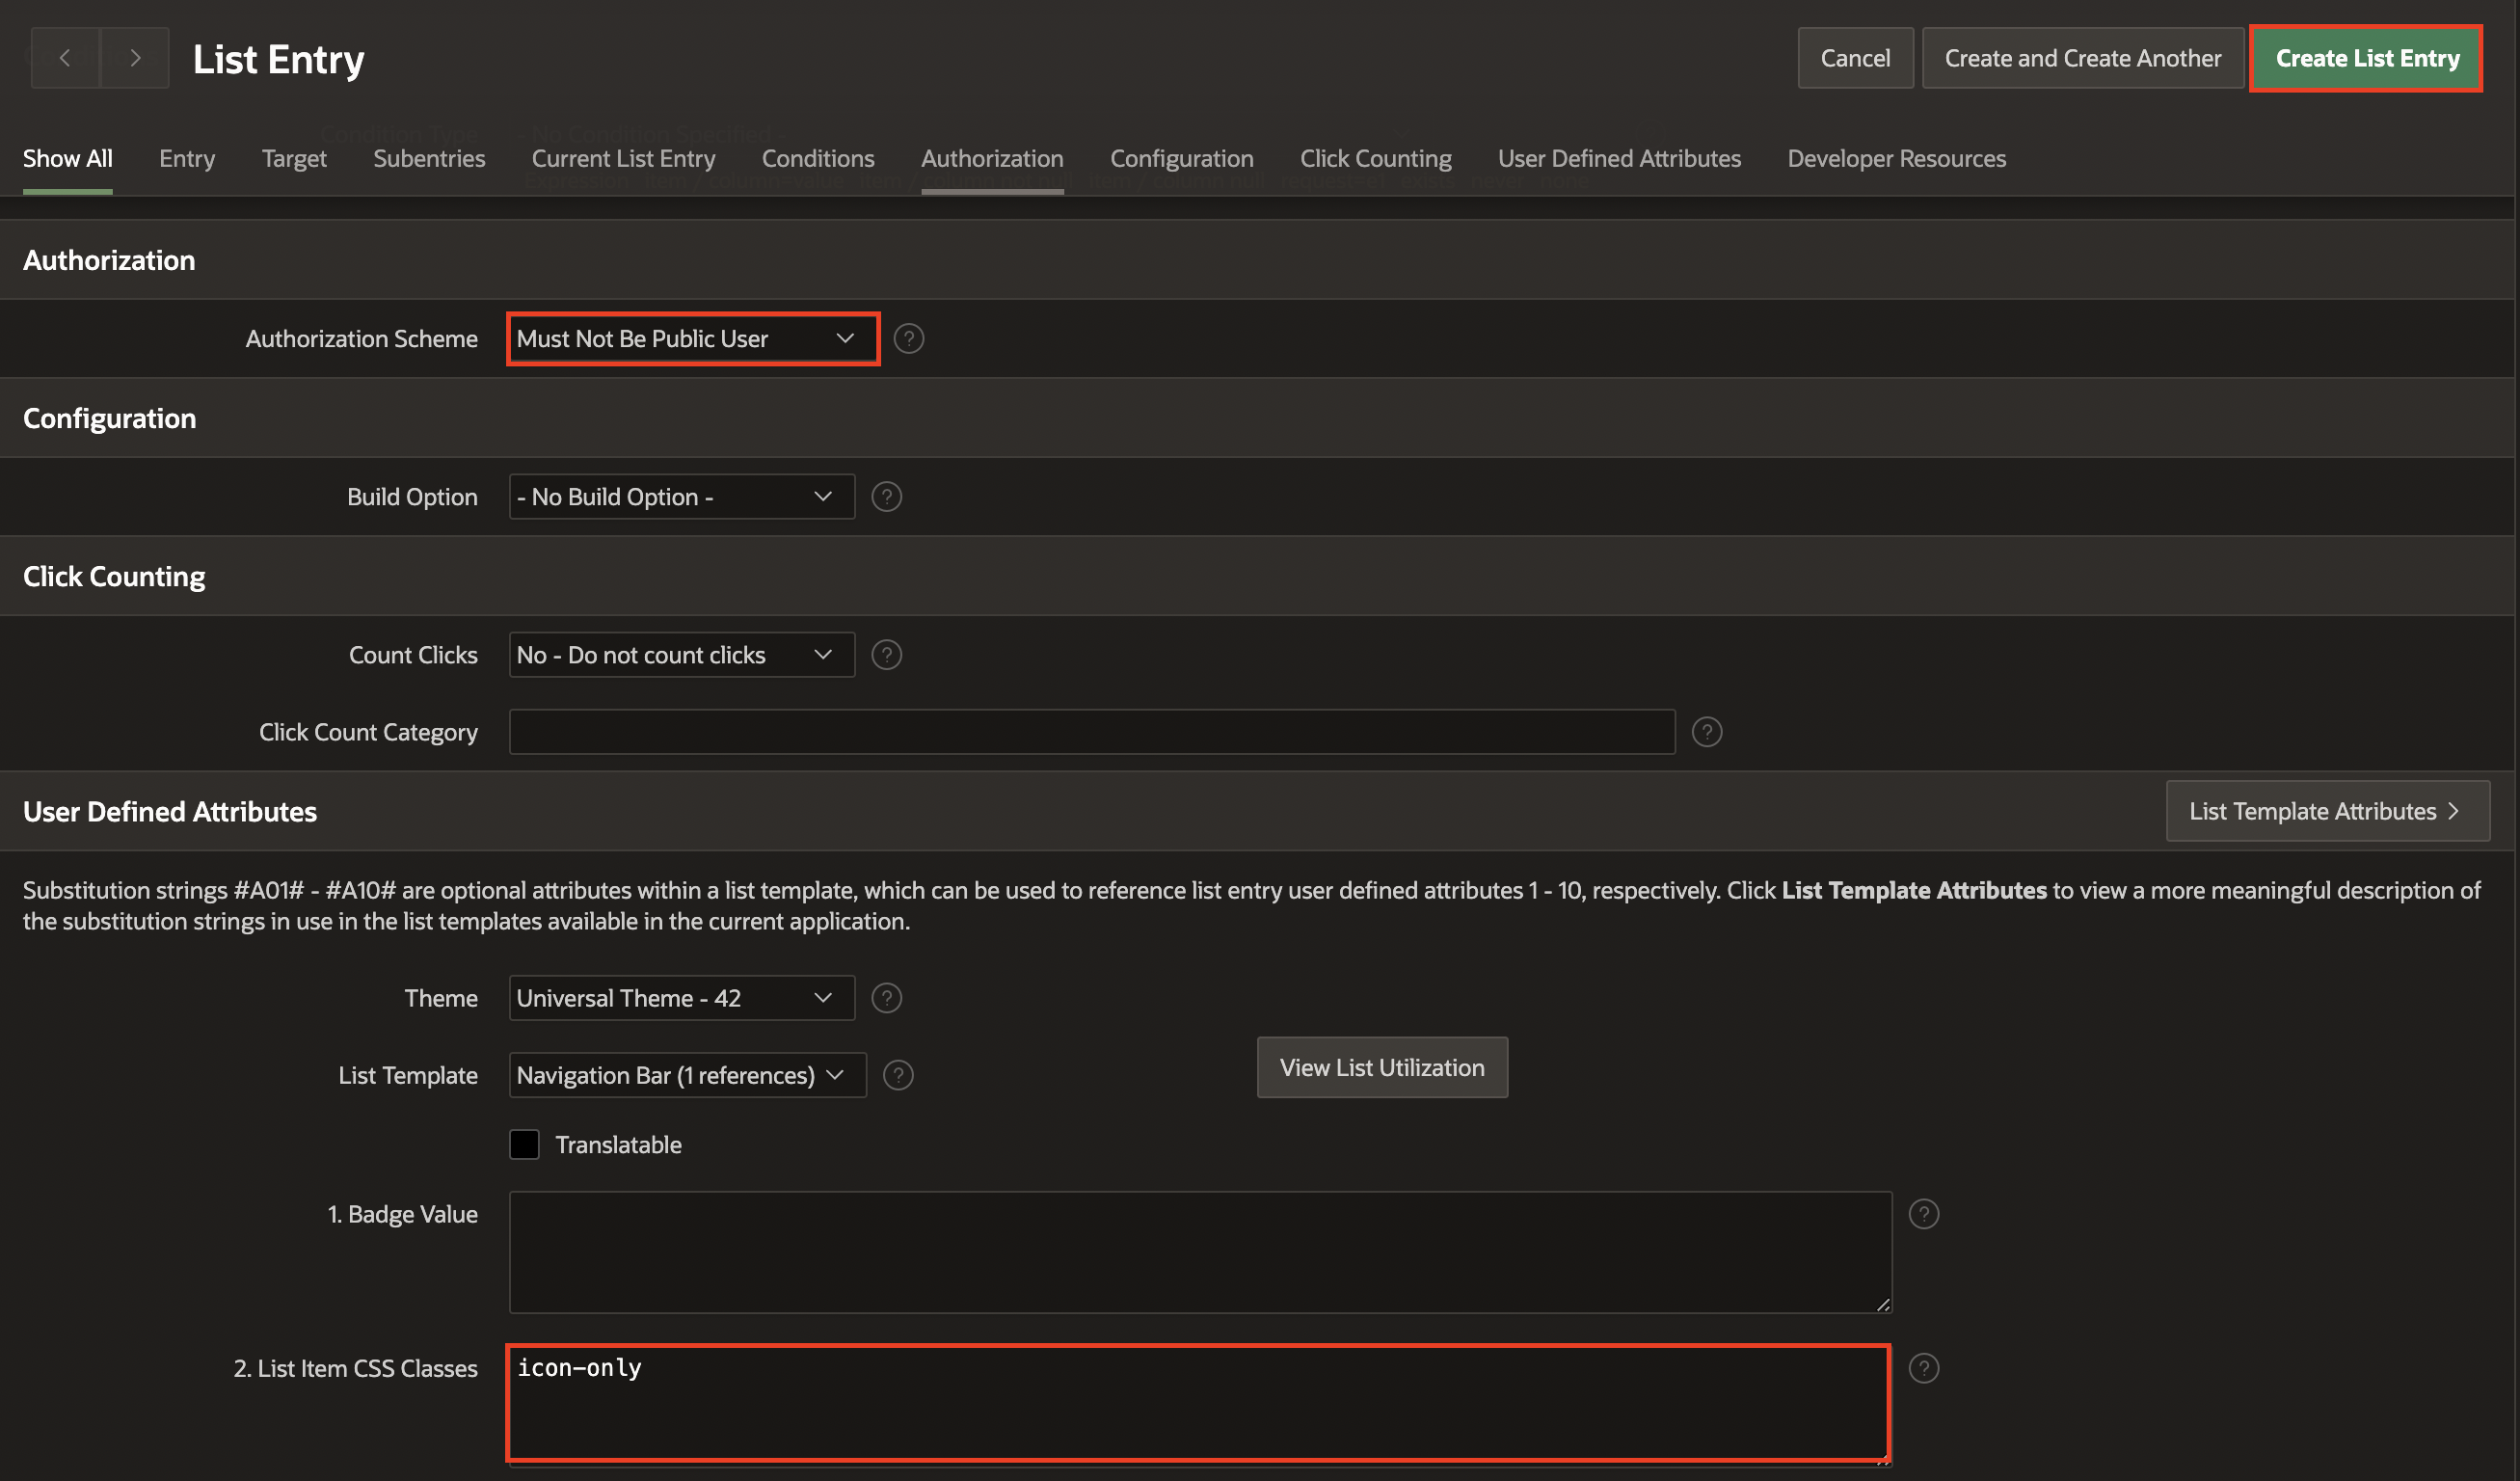 List Entry
Cancel
Create and Create Another
Create List Entry
Condition Type
- No Condition Specified -
Show All
Entry
Target
Subentries
Current List Entry
Conditions
Authorization
Configuration
Click Counting
User Defined Attributes
Developer Resources
Authorization
Authorization Scheme
Must Not Be Public User
Configuration
Build Option
- No Build Option -
Click Counting
Count Clicks
No - Do not count clicks
Click Count Category
User Defined Attributes
List Template Attributes
Substitution strings #A01# - #A10# are optional attributes within a list template, which can be used to reference list entry user defined attributes 1 - 10, respectively. Click List Template Attributes to view a more meaningful description of
the substitution strings in use in the list templates available in the current application.
Theme
Universal Theme - 42
List Template
Navigation Bar (1 references)
View List Utilization
Translatable
1. Badge Value
2. List Item CSS Classes
icon-only